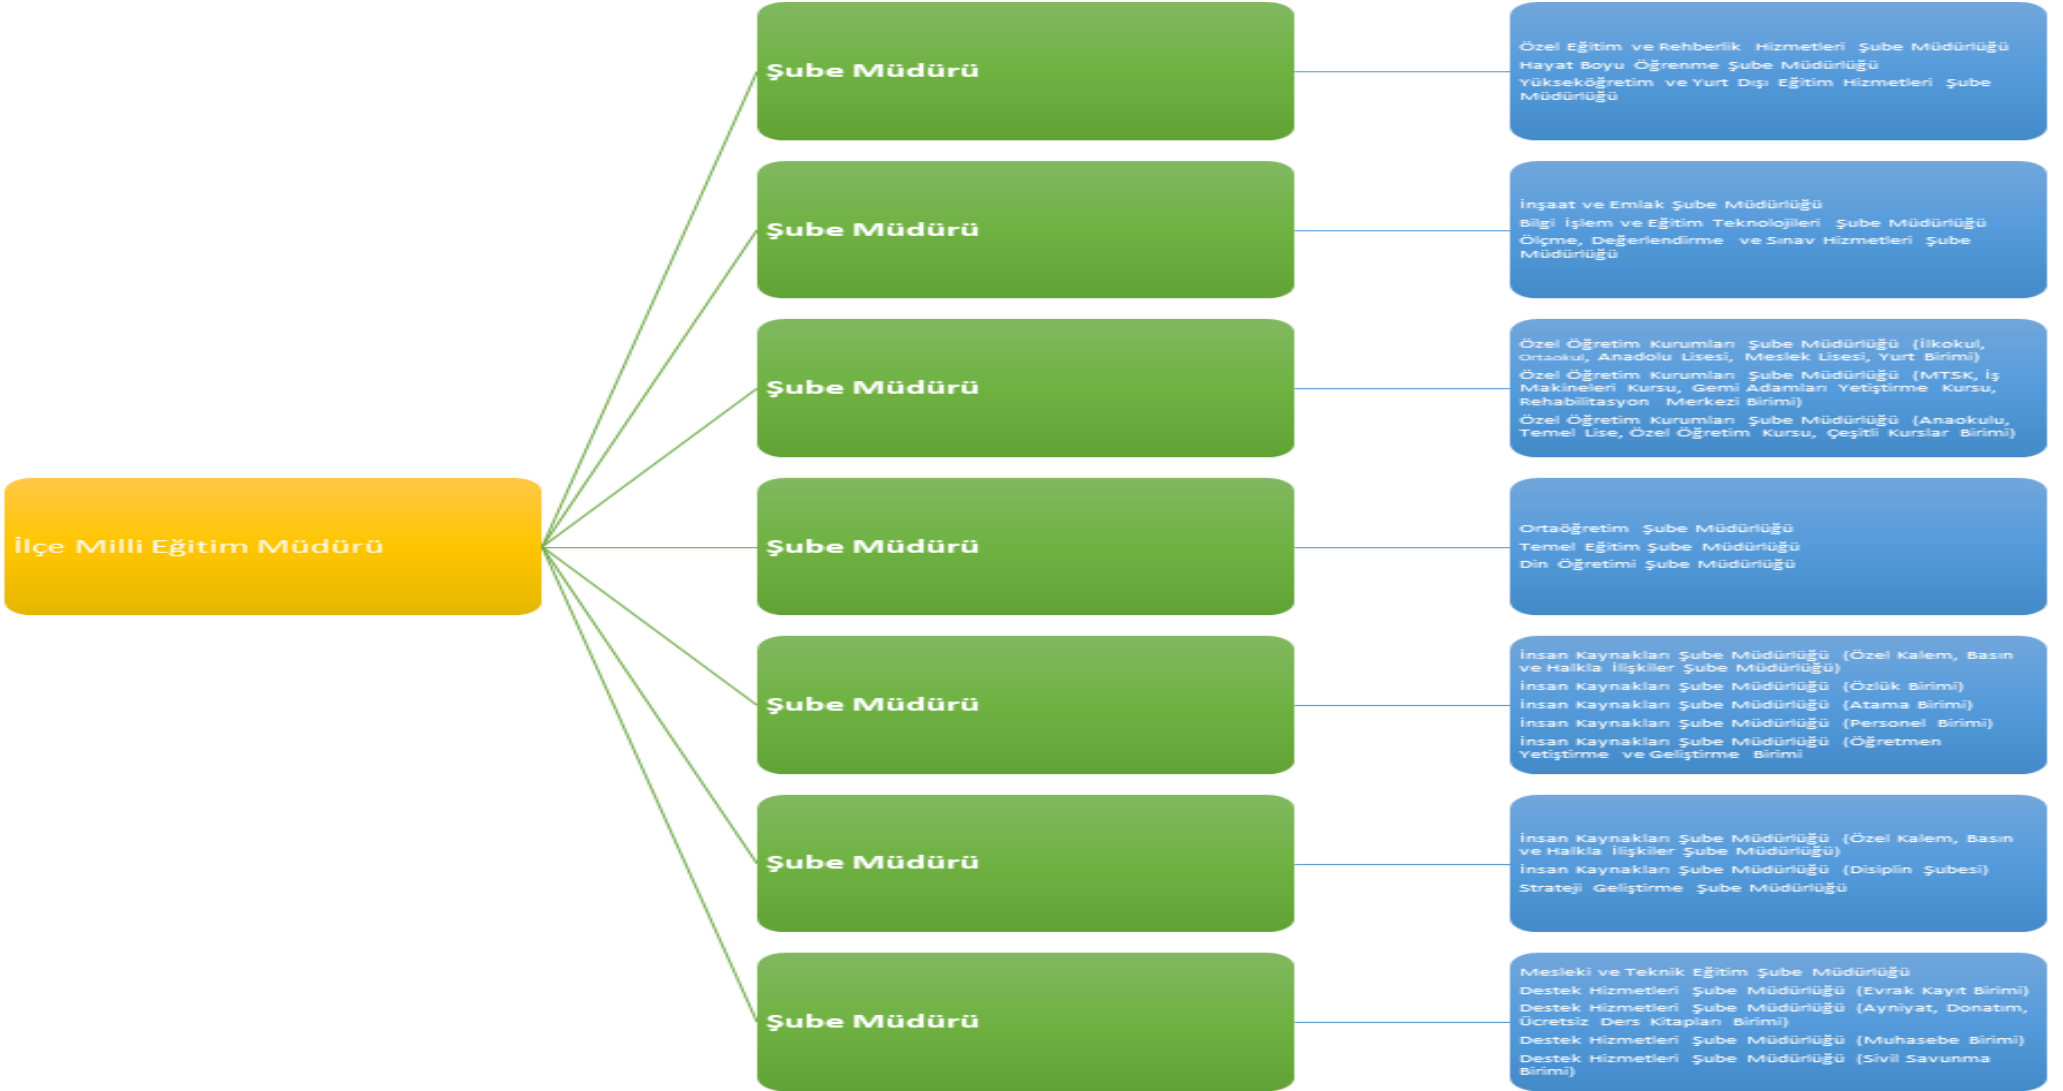 İlçe Milli Eğitim Müdürü
Şube Müdürü
Özel Eğitim ve Rehberlik Hizmetleri Şube Müdürlüğü
Hayat Boyu Öğrenme Şube Müdürlüğü
Yükseköğretim ve Yurt Dışı Eğitim Hizmetleri Şube
Müdürlüğü
Şube Müdürü
İnşaat ve Emlak Şube Müdürlüğü
Bilgi İşlem ve Eğitim Teknolojileri Şube Müdürlüğü
Ölçme, Değerlendirme ve Sınav Hizmetleri Şube
Müdürlüğü
Şube Müdürü
Özel Öğretim Kurumları Şube Müdürlüğü (İlkokul,
Ortaokul, Anadolu Lisesi, Meslek Lisesi, Yurt Birimi)
Özel Öğretim Kurumları Şube Müdürlüğü (MTSK, İş
Makineleri Kursu, Gemi Adamları Yetiştirme Kursu,
Rehabilitasyon Merkezi Birimi)
Özel Öğretim Kurumları Şube Müdürlüğü (Anaokulu,
Temel Lise, Özel Öğretim Kursu, Çeşitli Kurslar Birimi)
Şube Müdürü
Ortaöğretim Şube Müdürlüğü
Temel Eğitim Şube Müdürlüğü
Din Öğretimi Şube Müdürlüğü
Şube Müdürü
İnsan Kaynakları Şube Müdürlüğü (Özel Kalem, Basın
ve Halkla İlişkiler Şube Müdürlüğü)
İnsan Kaynakları Şube Müdürlüğü (Özlük Birimi)
İnsan Kaynakları Şube Müdürlüğü (Atama Birimi)
İnsan Kaynakları Şube Müdürlüğü (Personel Birimi)
İnsan Kaynakları Şube Müdürlüğü (Öğretmen
Yetiştirme ve Geliştirme Birimi
Şube Müdürü
İnsan Kaynakları Şube Müdürlüğü (Özel Kalem, Basın
ve Halkla İlişkiler Şube Müdürlüğü)
İnsan Kaynakları Şube Müdürlüğü (Disiplin Şubesi)
Strateji Geliştirme Şube Müdürlüğü
Şube Müdürü
Mesleki ve Teknik Eğitim Şube Müdürlüğü
Destek Hizmetleri Şube Müdürlüğü (Evrak Kayıt Birimi)
Destek Hizmetleri Şube Müdürlüğü (Ayniyat, Donatım,
Ücretsiz Ders Kitapları Birimi)
Destek Hizmetleri Şube Müdürlüğü (Muhasebe Birimi)
Destek Hizmetleri Şube Müdürlüğü (Sivil Savunma
Birimi)